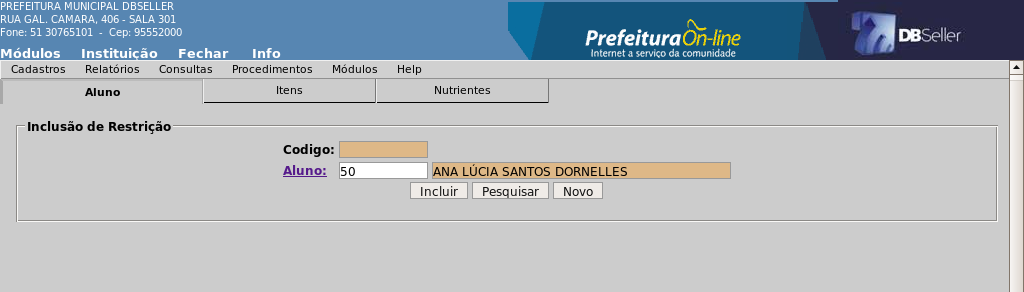 PREFEITURA MUNICIPAL DBSELLER
RUA GAL. CAMARA, 406 - SALA 301
Fone: 51 30765101 - Cep: 95552000
Módulos Instituição Fechar Info
Prefeitura On-line
Internet a serviço da comunidade
DBSeller
Cadastros Relatórios Consultas Procedimentos Módulos Help
Aluno Itens Nutrientes
Inclusão de Restrição
Codigo:
Aluno: 50 ANA LÚCIA SANTOS DORNELLES
Incluir Pesquisar Novo